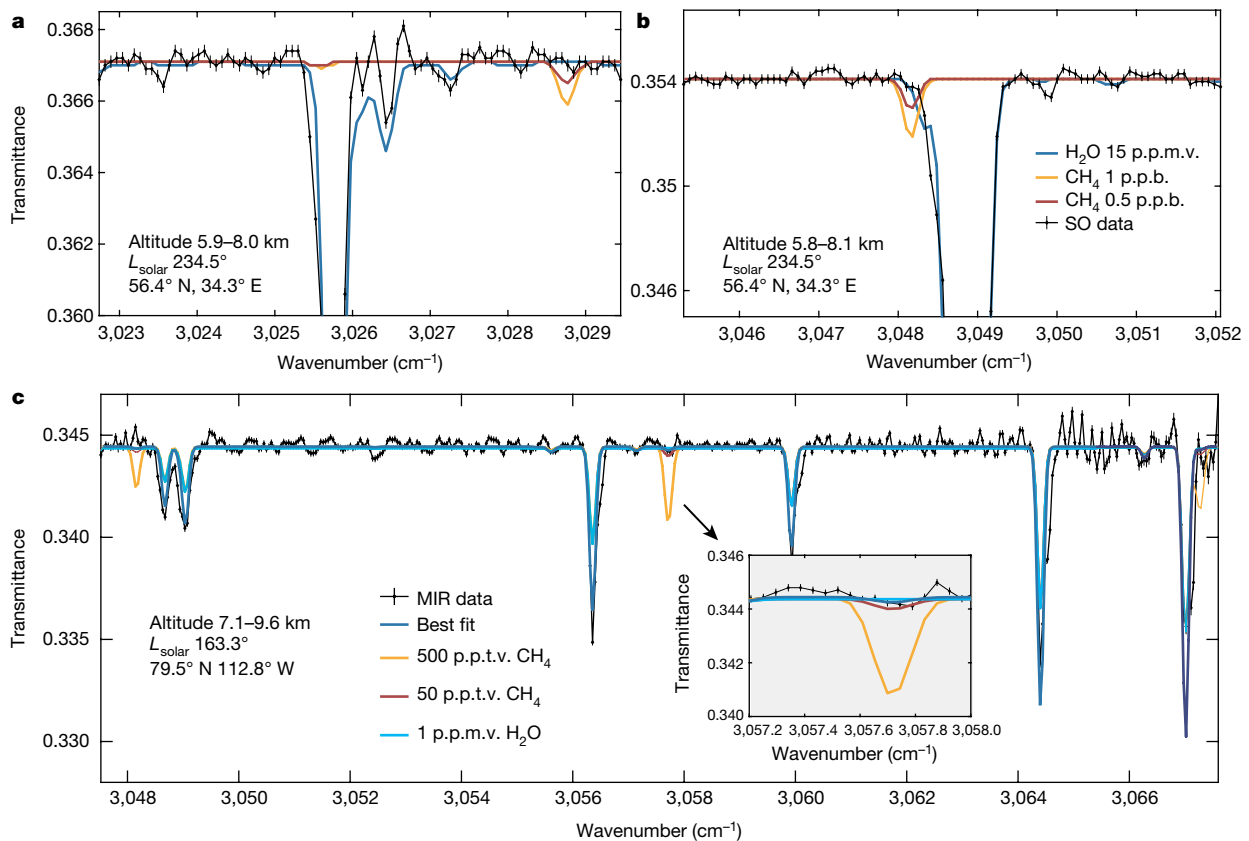 a
0.368
0.366
0.364
0.362
0.360
Transmittance
Altitude 5.9–8.0 km
L_solar 234.5°
56.4° N, 34.3° E
3,023 3,024 3,025 3,026 3,027 3,028 3,029
Wavenumber (cm⁻¹)
b
0.354
0.35
0.346
H₂O 15 p.p.m.v.
CH₄ 1 p.p.b.
CH₄ 0.5 p.p.b.
SO data
Altitude 5.8–8.1 km
L_solar 234.5°
56.4° N, 34.3° E
3,046 3,047 3,048 3,049 3,050 3,051 3,052
Wavenumber (cm⁻¹)
c
0.345
0.340
0.335
0.330
Transmittance
Altitude 7.1–9.6 km
L_solar 163.3°
79.5° N 112.8° W
MIR data
Best fit
500 p.p.t.v. CH₄
50 p.p.t.v. CH₄
1 p.p.m.v. H₂O
0.346
0.344
0.342
0.340
Transmittance
3,057.2 3,057.4 3,057.6 3,057.8 3,058.0
Wavenumber (cm⁻¹)
3,048 3,050 3,052 3,054 3,056 3,058 3,060 3,062 3,064 3,066
Wavenumber (cm⁻¹)